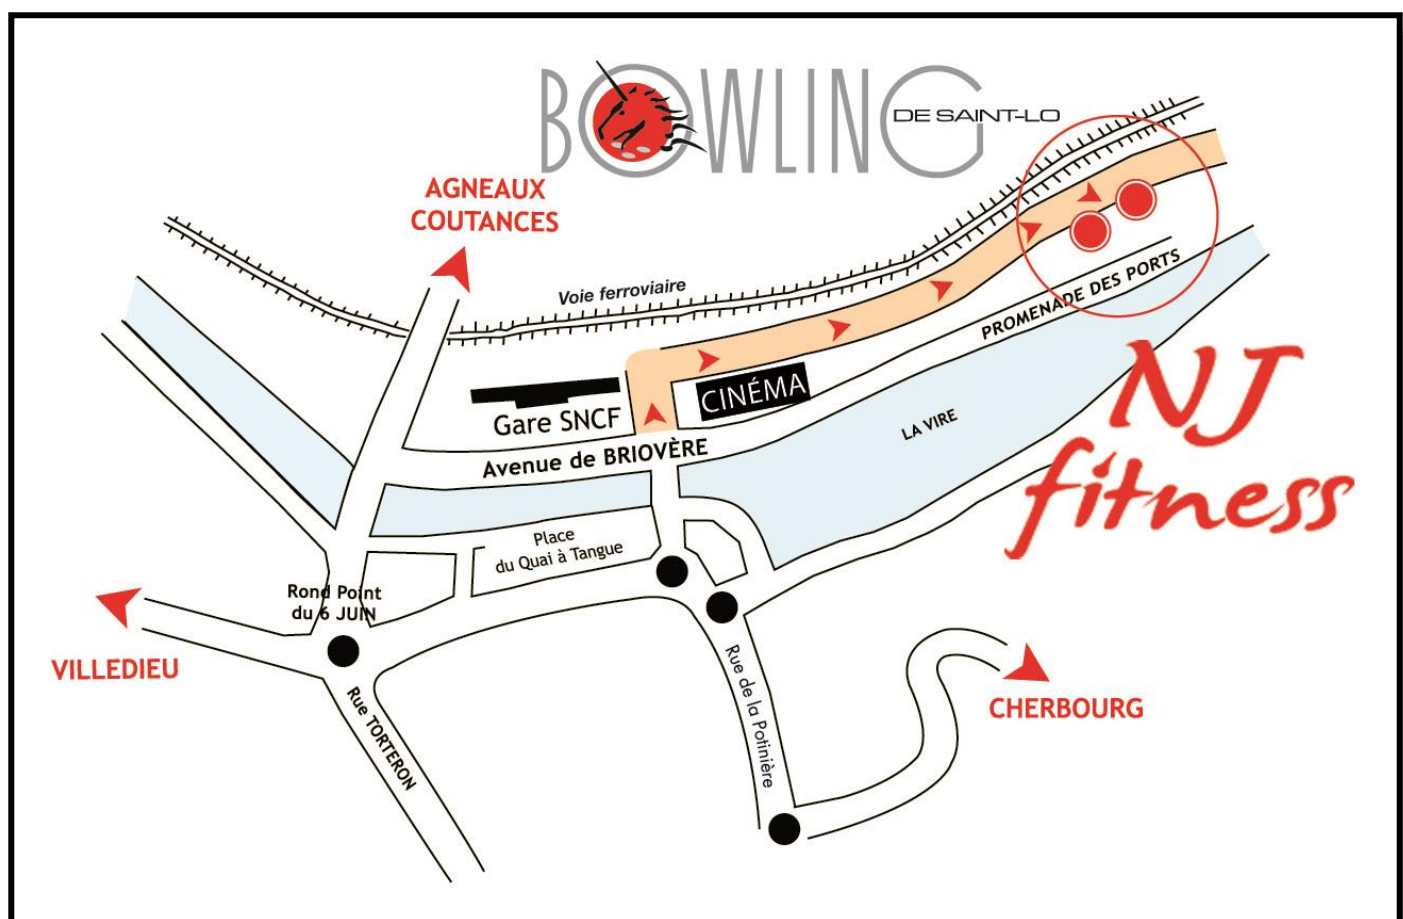 BOWLING
DE SAINT-LO
AGNEAUX
COUTANCES
Voie ferroviaire
PROMENADE DES PORTS
CINÉMA
Gare SNCF
Avenue de BRIOVÈRE
LA VIRE
NJ
fitness
Place
du Quai à Tangue
Rond Point
du 6 JUIN
VILLEDIEU
Rue TORTERON
Rue de la Potinière
CHERBOURG